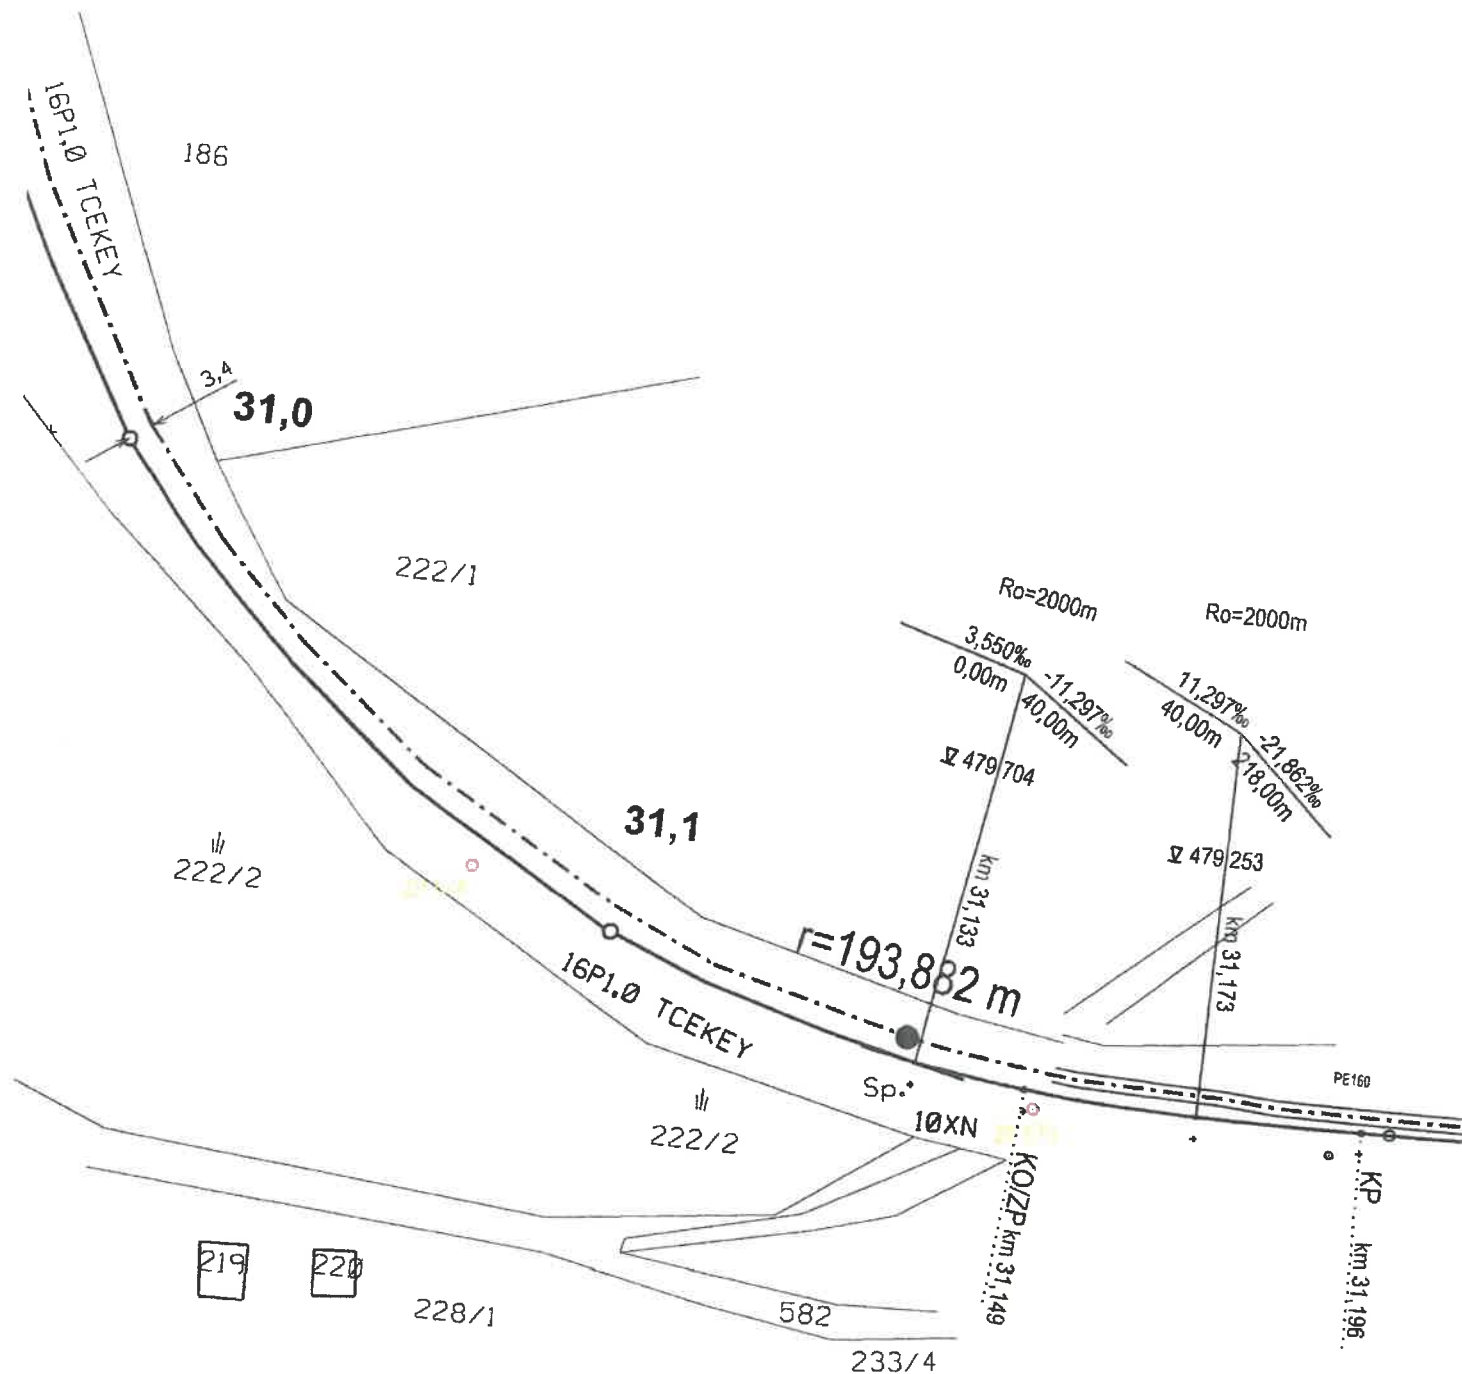 16P1,0 TCEKEY
186
3,4
31,0
222/1
Ro=2000m
Ro=2000m
3,550‰
0,00m
-11,297‰
40,00m
11,297‰
40,00m
-21,862‰
218,00m
479,704
479,253
31,1
222/2
km 31,133
km 31,173
r=193,882 m
16P1.0 TCEKEY
PE160
Sp.
10XN
222/2
KO/ZP km 31,149
KP km 31,196
219
220
228/1
582
233/4